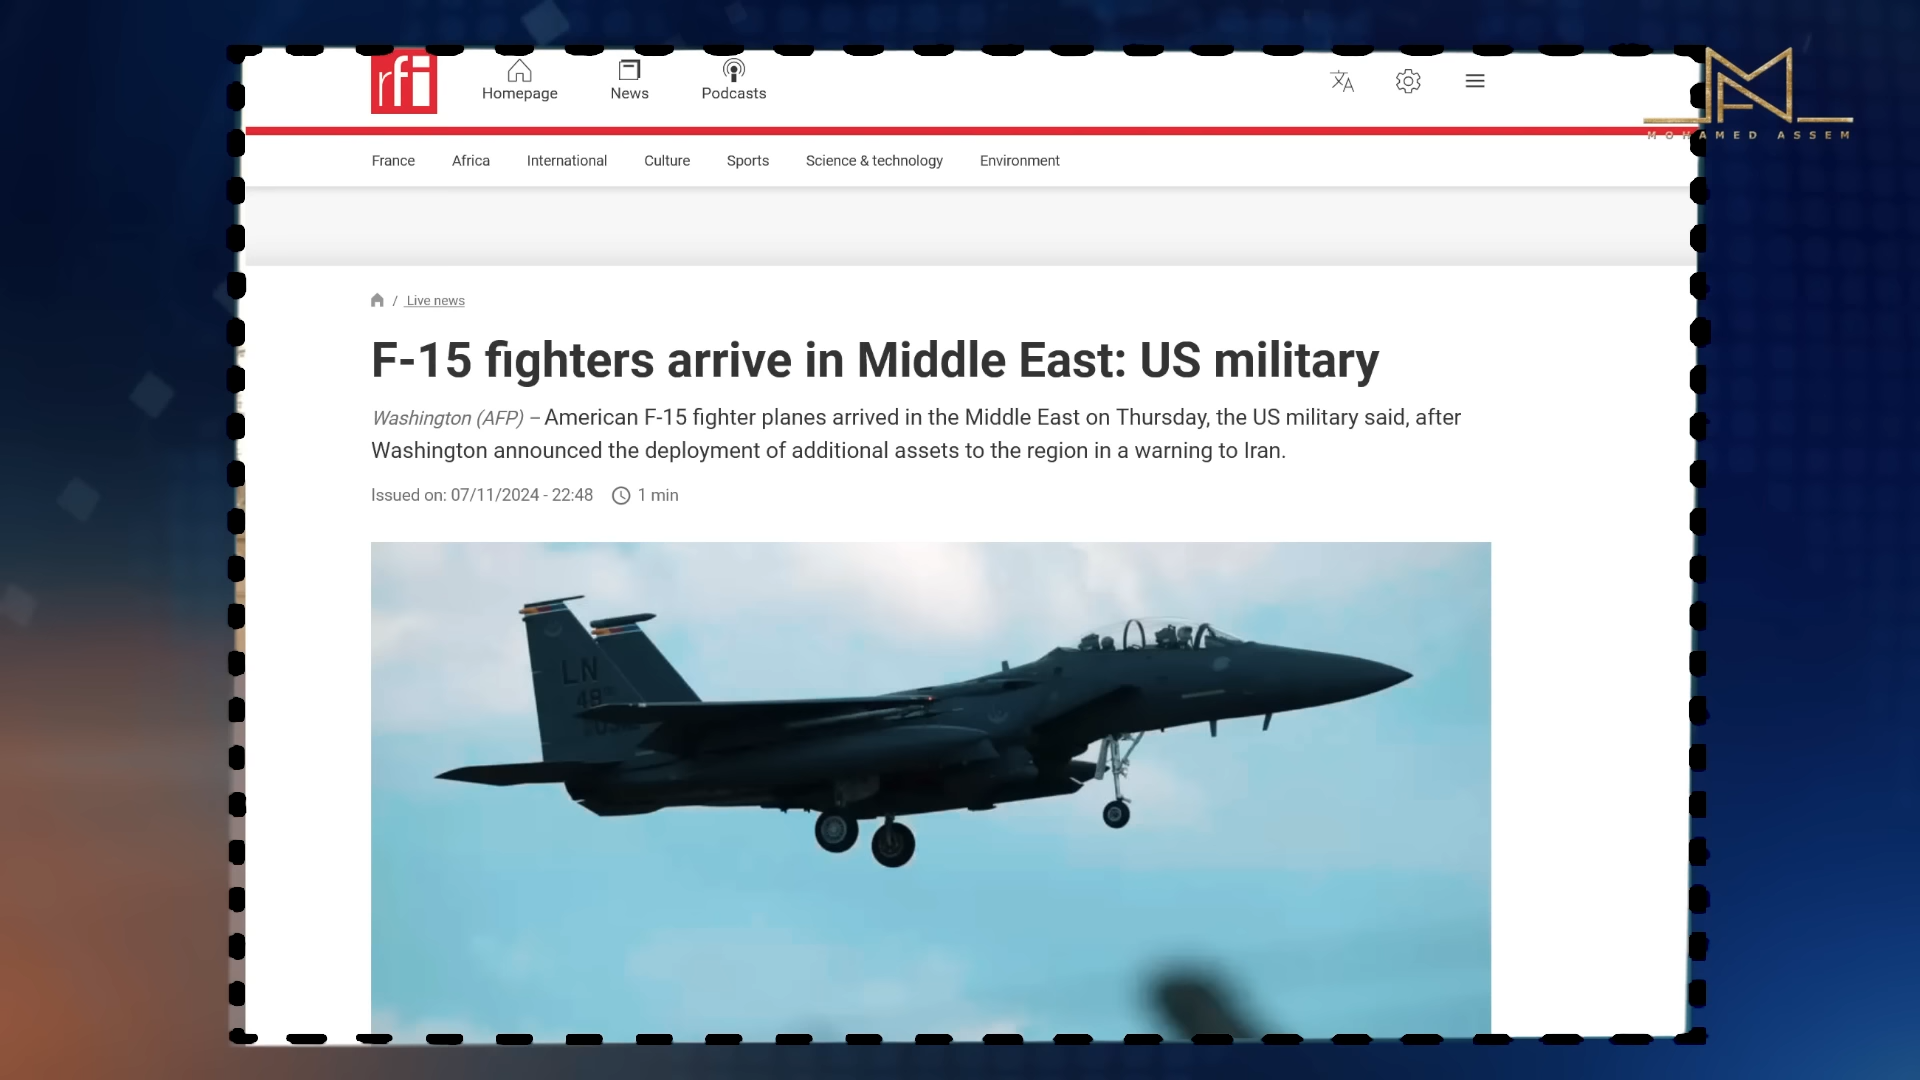 rfi
Homepage
News
Podcasts
MOHAMED ASSEM
France
Africa
International
Culture
Sports
Science & technology
Environment
/ Live news
F-15 fighters arrive in Middle East: US military
Washington (AFP) – American F-15 fighter planes arrived in the Middle East on Thursday, the US military said, after
Washington announced the deployment of additional assets to the region in a warning to Iran.
Issued on: 07/11/2024 - 22:48
1 min
LN
48